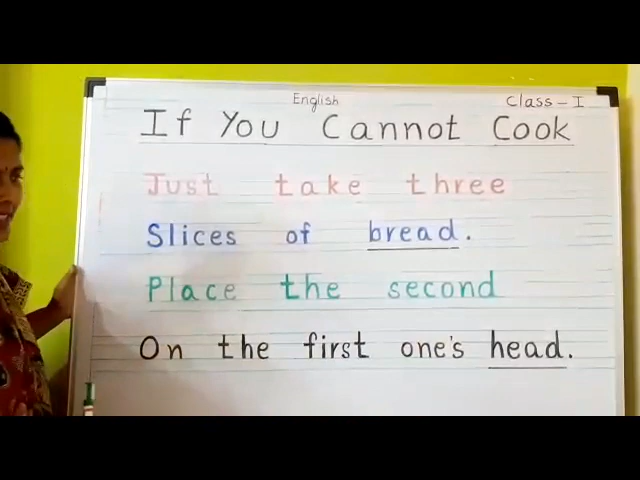 English Class - I
If You Cannot Cook
Just take three
Slices of bread.
Place the second
On the first one's head.